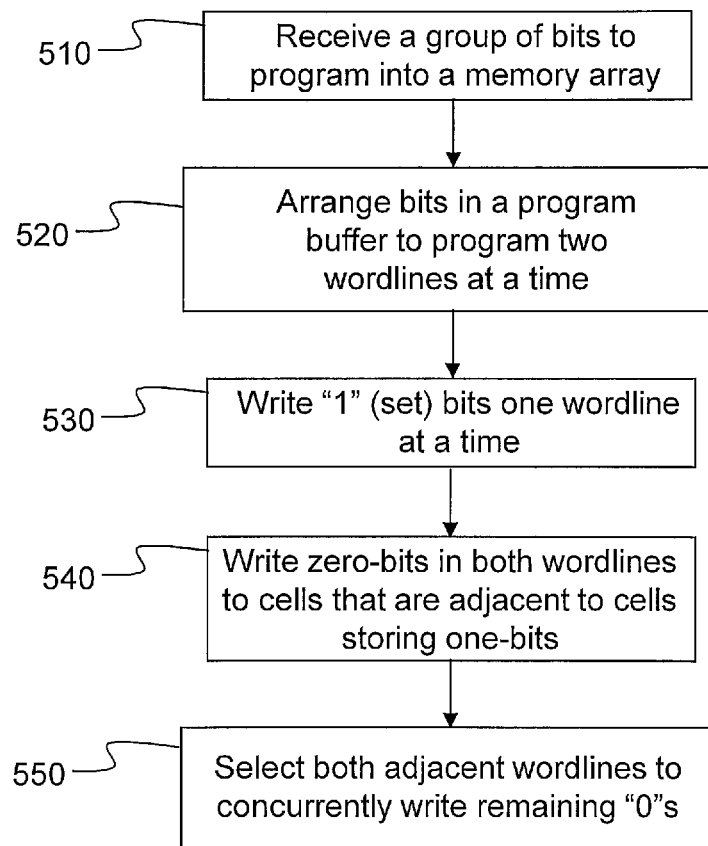 510
Receive a group of bits to
program into a memory array
520
Arrange bits in a program
buffer to program two
wordlines at a time
530
Write “1” (set) bits one wordline
at a time
540
Write zero-bits in both wordlines
to cells that are adjacent to cells
storing one-bits
550
Select both adjacent wordlines to
concurrently write remaining “0”s